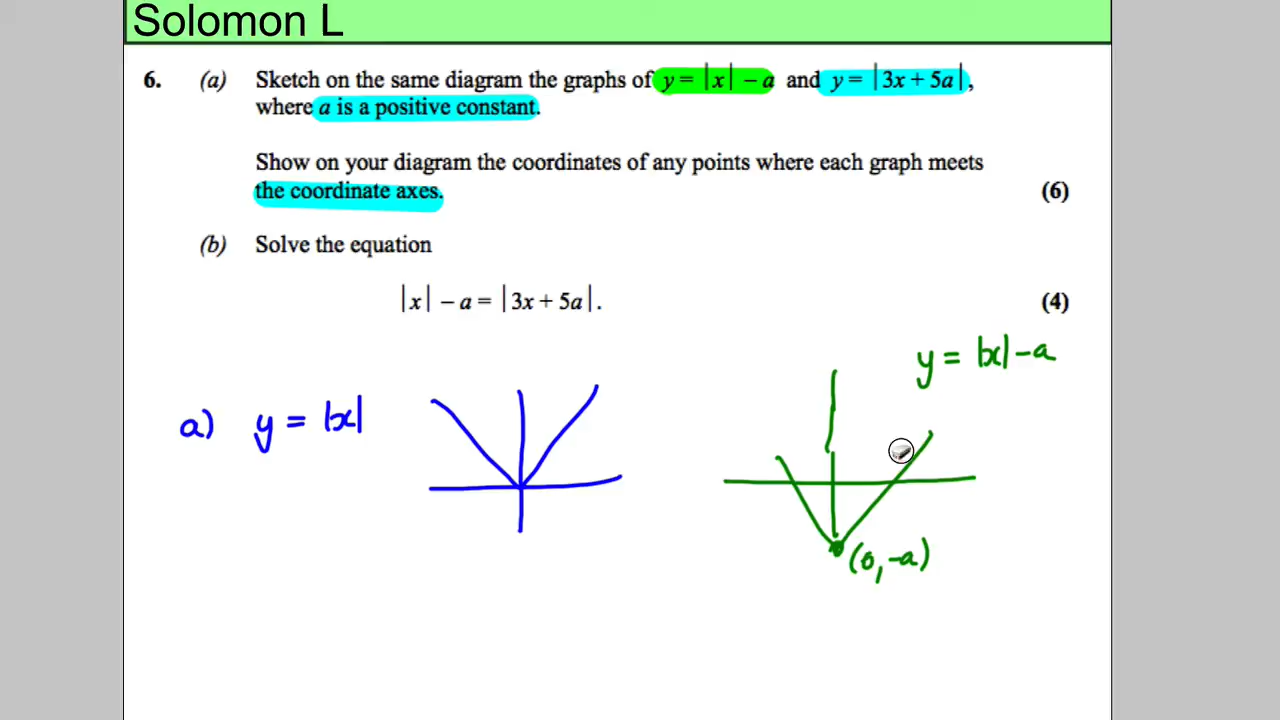 Solomon L
6. (a) Sketch on the same diagram the graphs of y = |x| − a and y = |3x + 5a|,
where a is a positive constant.
Show on your diagram the coordinates of any points where each graph meets
the coordinate axes. (6)
(b) Solve the equation
|x| − a = |3x + 5a|. (4)
y = |x| − a
a) y = |x|
(0, −a)